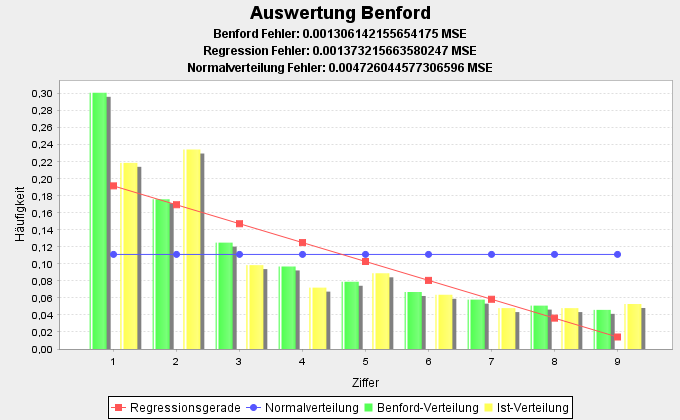 Auswertung Benford
Benford Fehler: 0.001306142155654175 MSE
Regression Fehler: 0.001373215663580247 MSE
Normalverteilung Fehler: 0.004726044577306596 MSE
Häufigkeit
0,30
0,28
0,26
0,24
0,22
0,20
0,18
0,16
0,14
0,12
0,10
0,08
0,06
0,04
0,02
0,00
1 2 3 4 5 6 7 8 9
Ziffer
Regressionsgerade Normalverteilung Benford-Verteilung Ist-Verteilung